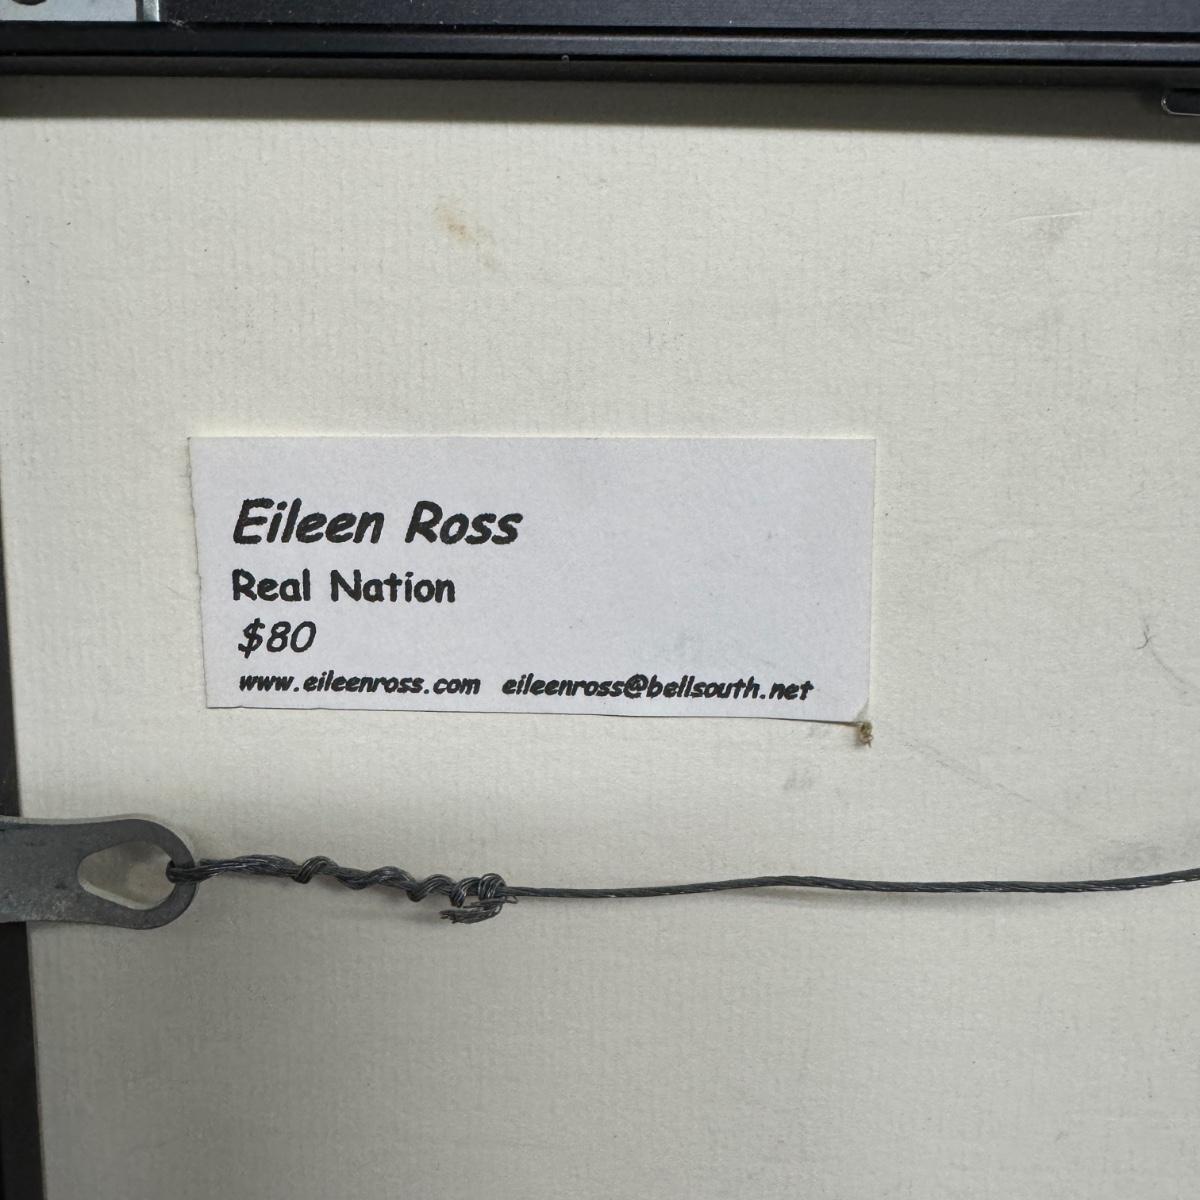 Eileen Ross
Real Nation
$80
www.eileenross.com eileenross@bellsouth.net